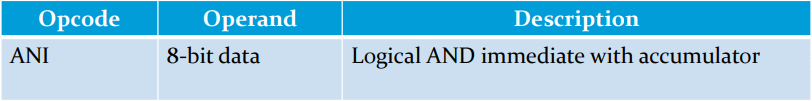 Opcode Operand Description
ANI 8-bit data Logical AND immediate with accumulator